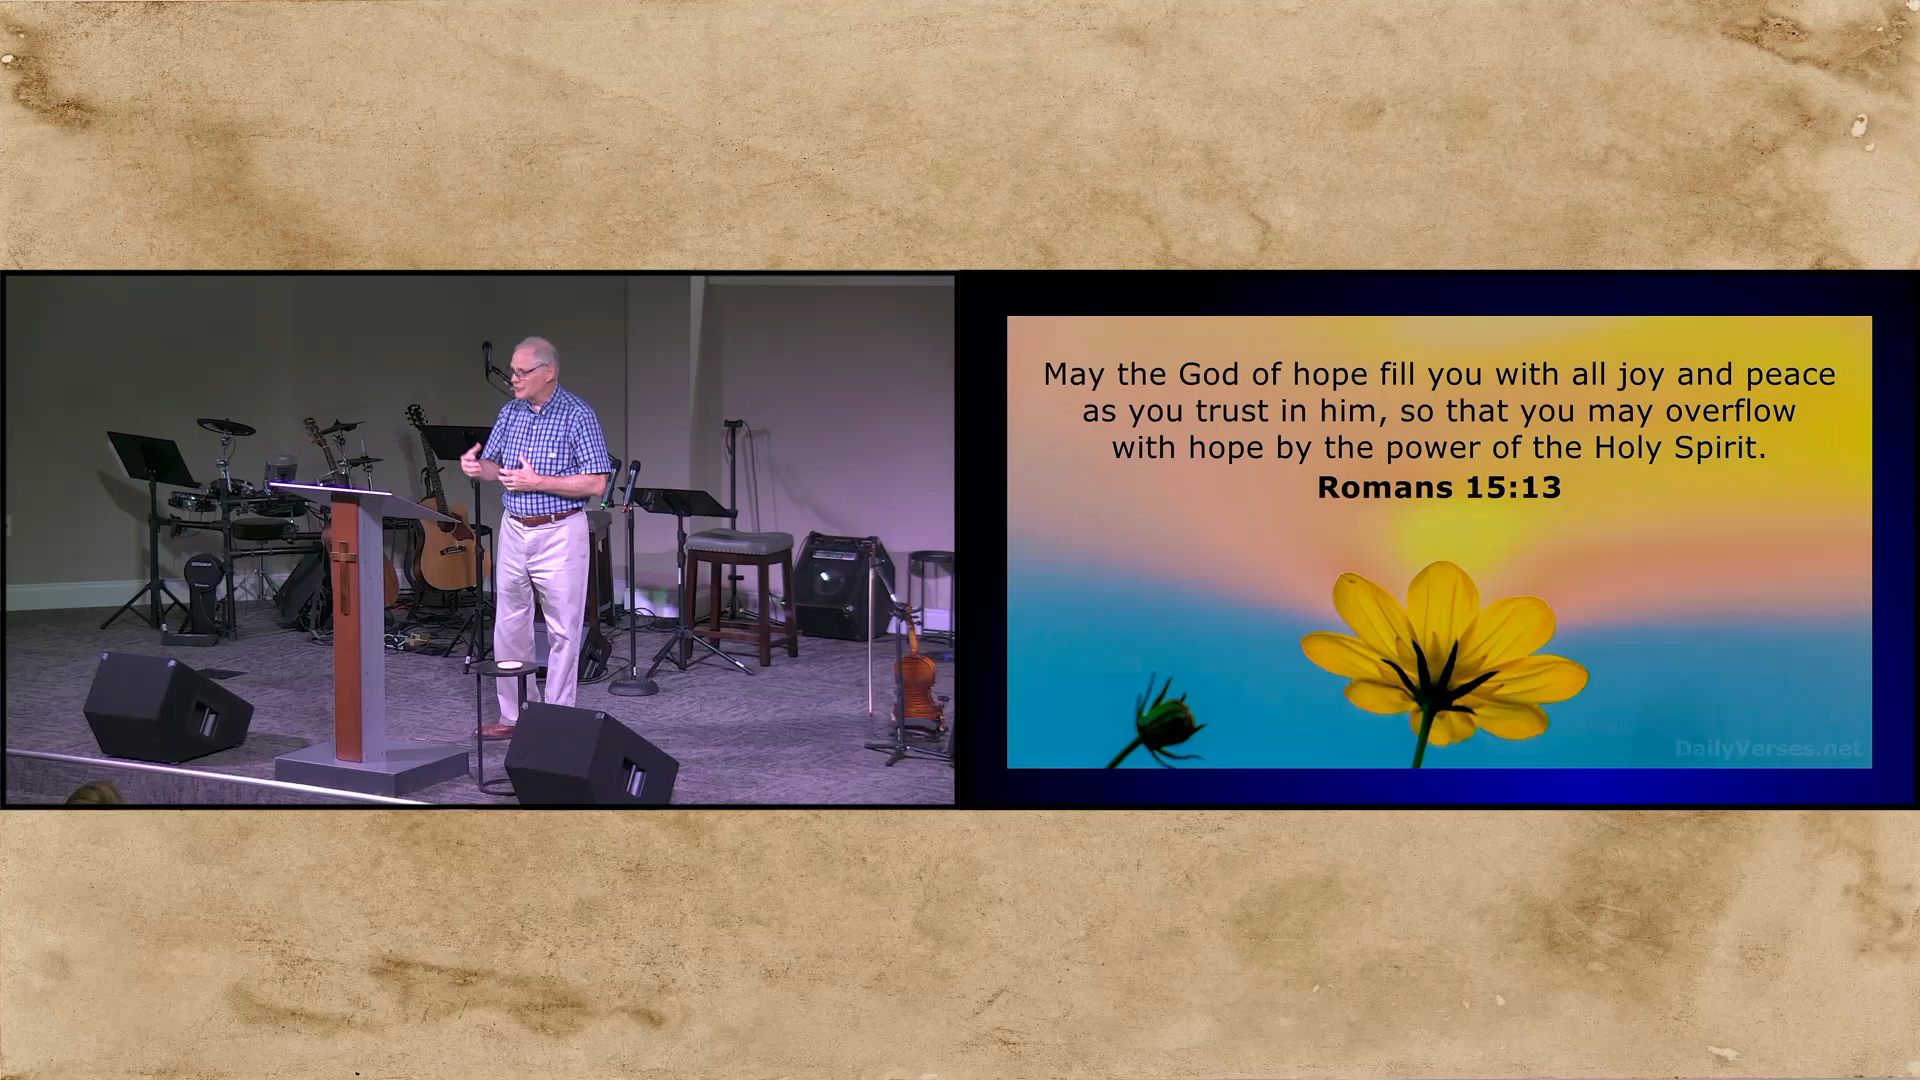 May the God of hope fill you with all joy and peace
as you trust in him, so that you may overflow
with hope by the power of the Holy Spirit.
Romans 15:13
DailyVerses.net